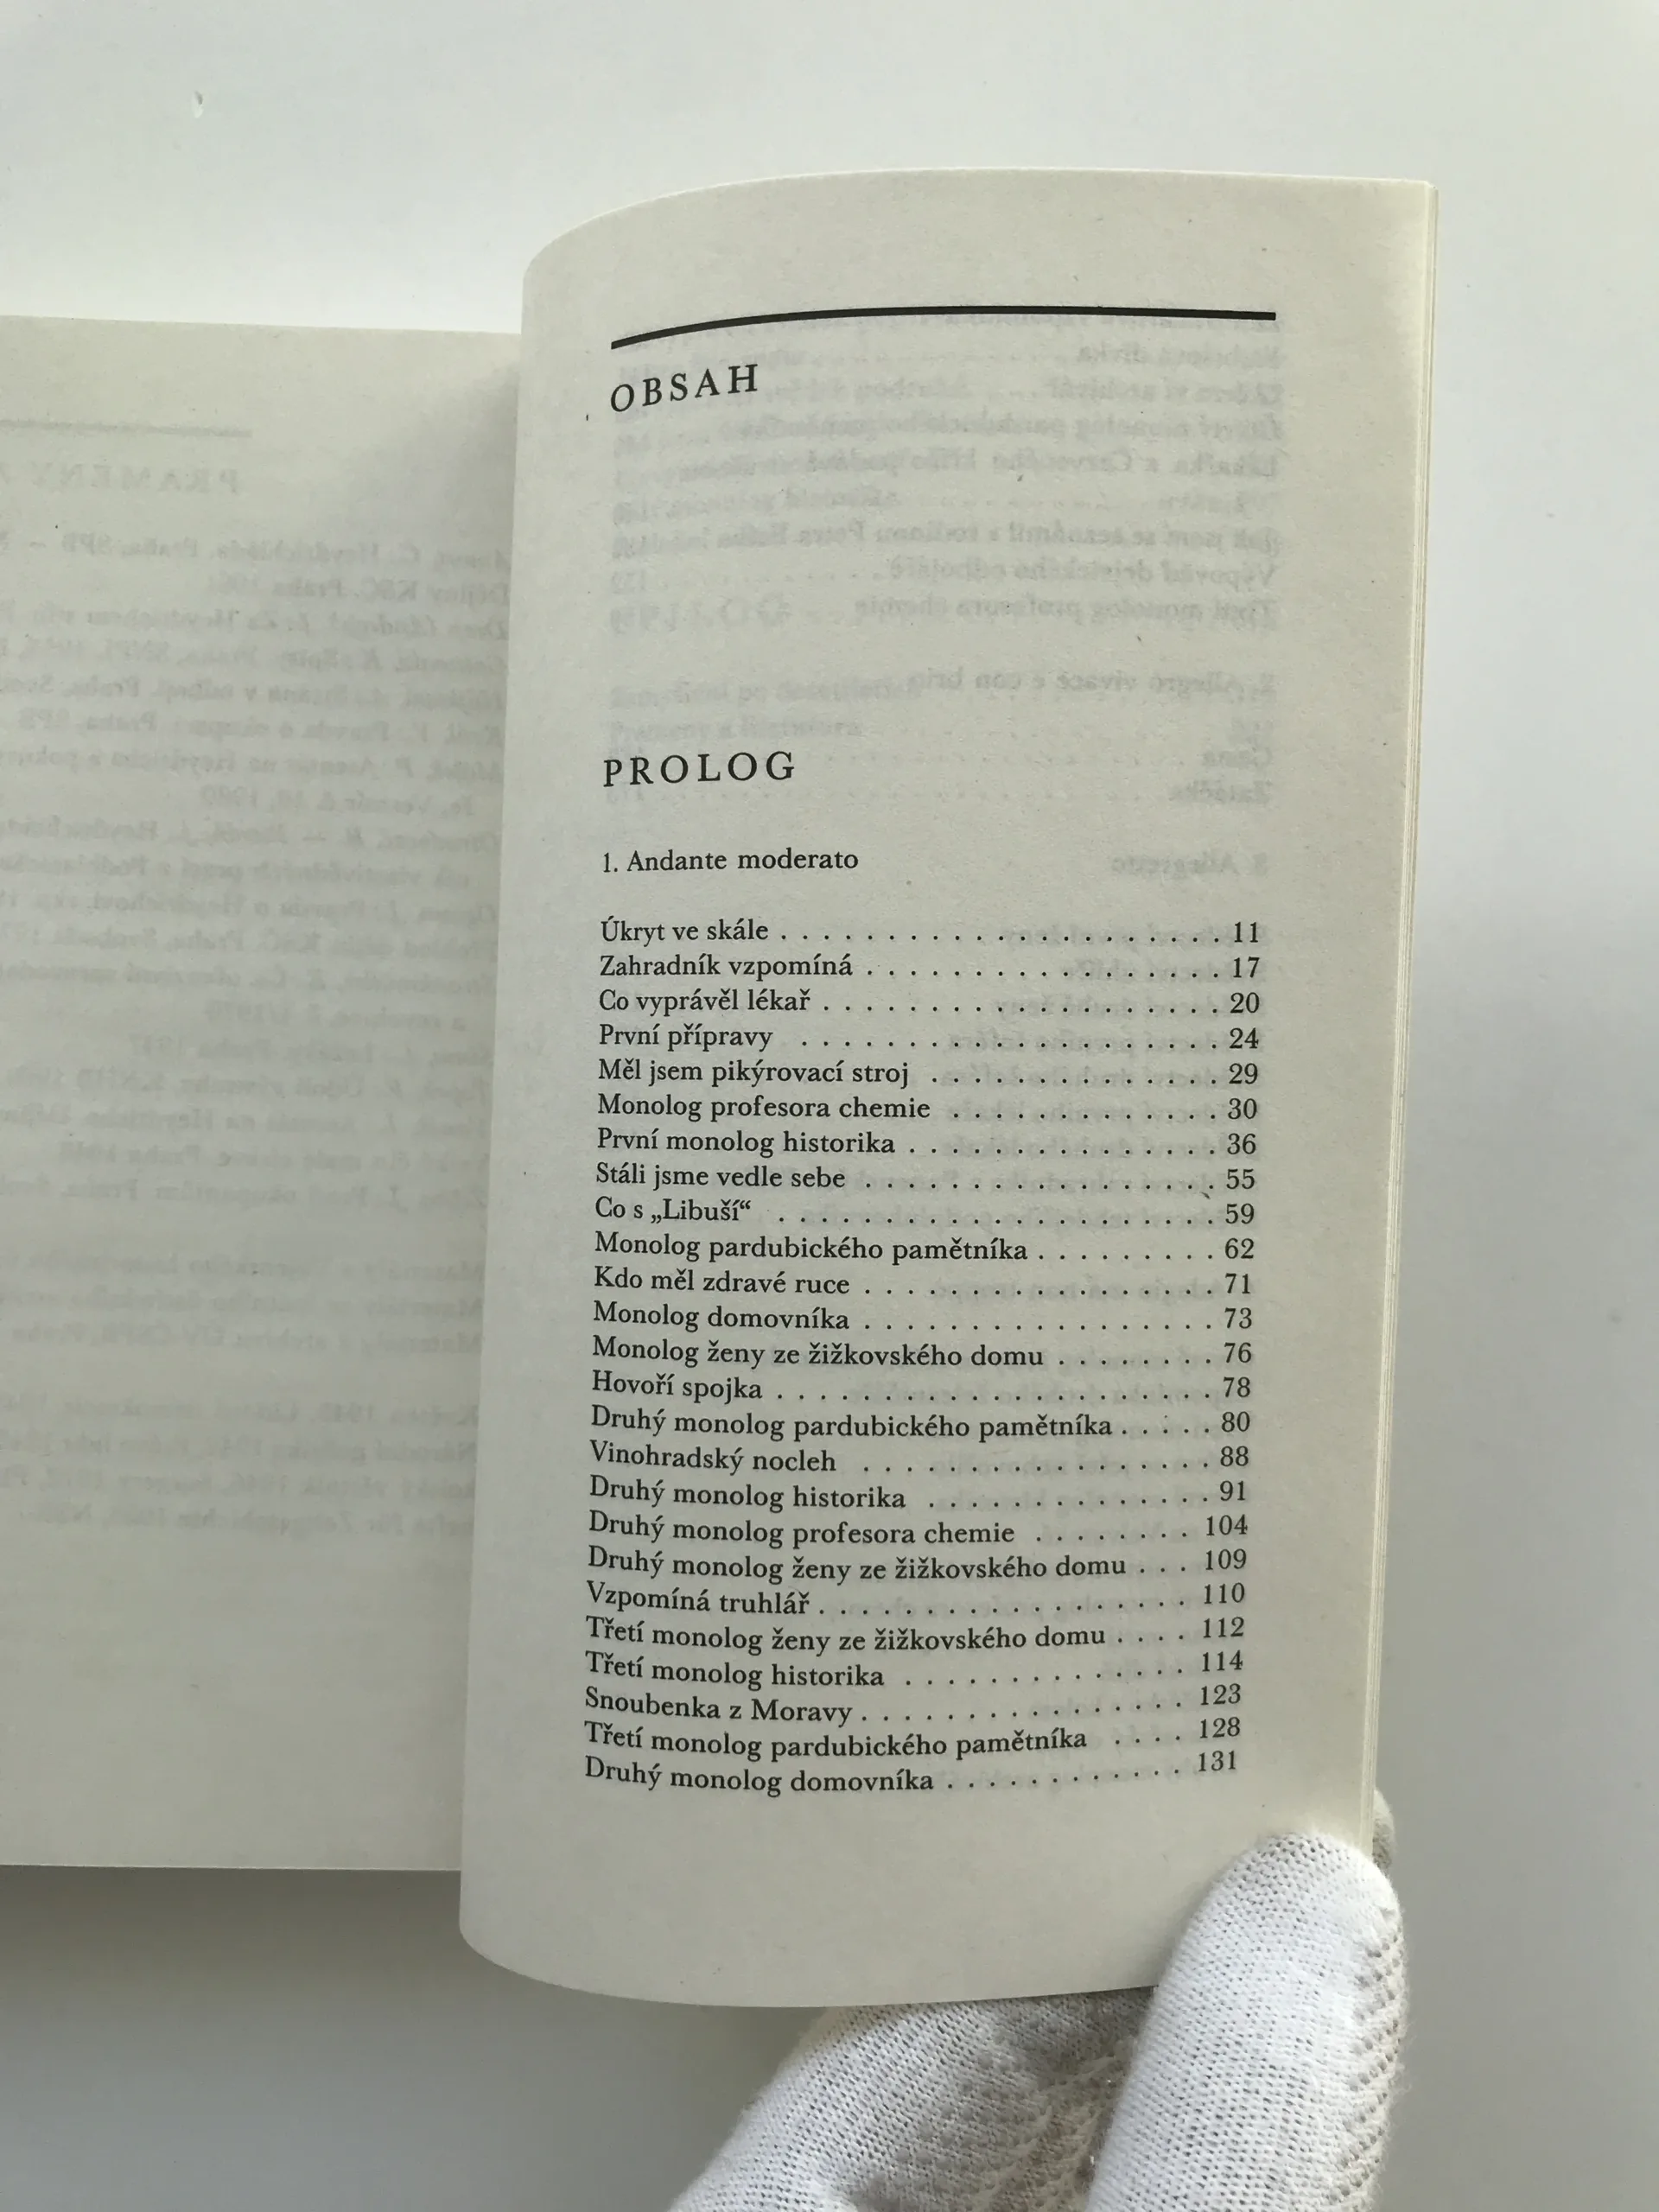 OBSAH
PROLOG
1. Andante moderato
Úkryt ve skále . . . . . . . . . . . . . . . . . . . . . 11
Zahradník vzpomíná . . . . . . . . . . . . . . . . . 17
Co vyprávěl lékař . . . . . . . . . . . . . . . . . . . 20
První přípravy . . . . . . . . . . . . . . . . . . . . 24
Měl jsem pikýrovací stroj . . . . . . . . . . . . . . 29
Monolog profesora chemie . . . . . . . . . . . . . 30
První monolog historika . . . . . . . . . . . . . . . 36
Stáli jsme vedle sebe . . . . . . . . . . . . . . . . . 55
Co s „Libuší“ . . . . . . . . . . . . . . . . . . . . . 59
Monolog pardubického pamětníka . . . . . . . . . 62
Kdo měl zdravé ruce . . . . . . . . . . . . . . . . . 71
Monolog domovníka . . . . . . . . . . . . . . . . . 73
Monolog ženy ze žižkovského domu . . . . . . . . 76
Hovoří spojka . . . . . . . . . . . . . . . . . . . . . 78
Druhý monolog pardubického pamětníka . . . . . 80
Vinohradský nocleh . . . . . . . . . . . . . . . . . 88
Druhý monolog historika . . . . . . . . . . . . . . 91
Druhý monolog profesora chemie . . . . . . . . 104
Druhý monolog ženy ze žižkovského domu . . . 109
Vzpomíná truhlář . . . . . . . . . . . . . . . . . . 110
Třetí monolog ženy ze žižkovského domu . . . . 112
Třetí monolog historika . . . . . . . . . . . . . . 114
Snoubenka z Moravy . . . . . . . . . . . . . . . . 123
Třetí monolog pardubického pamětníka . . . . 128
Druhý monolog domovníka . . . . . . . . . . . . 131